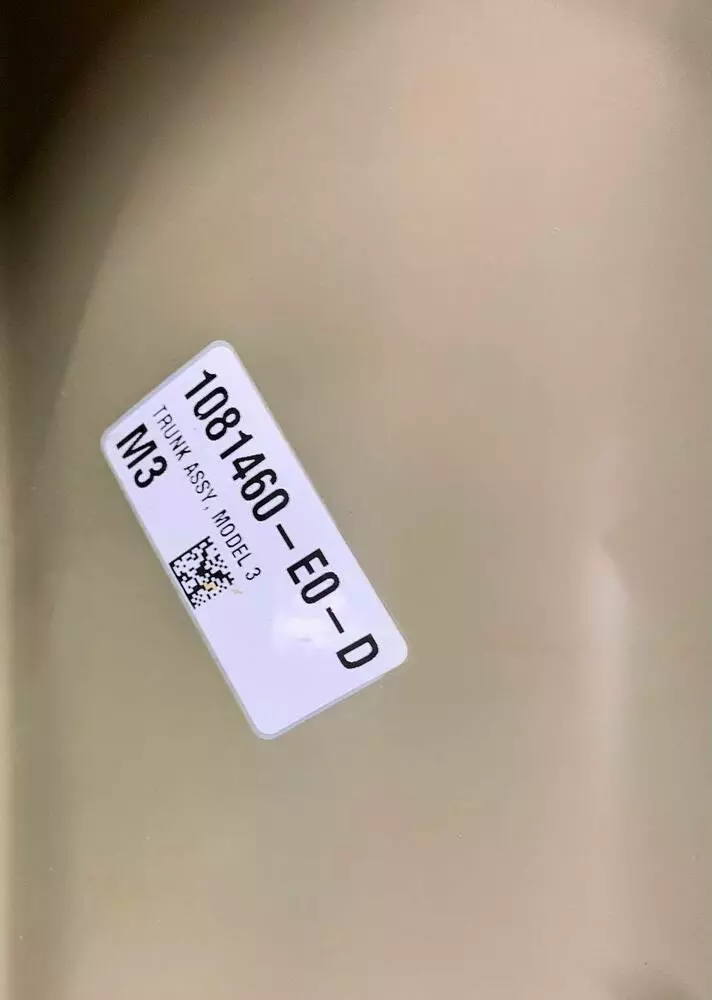 1081460-E0-D
TRUNK ASSY, MODEL 3
M3